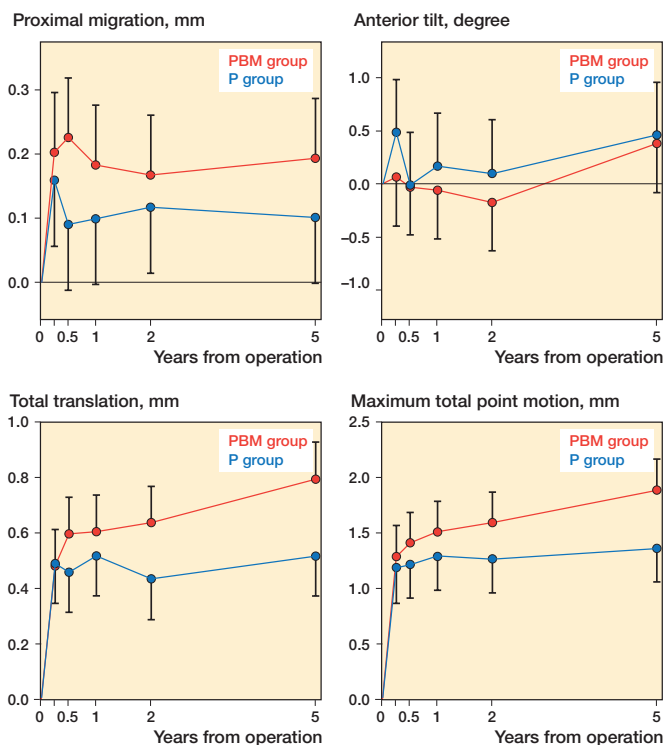 Proximal migration, mm
PBM group
P group
0.3
0.2
0.1
0.0
0 0.5 1 2 5
Years from operation
Anterior tilt, degree
PBM group
P group
1.0
0.5
0.0
–0.5
–1.0
0 0.5 1 2 5
Years from operation
Total translation, mm
PBM group
P group
1.0
0.8
0.6
0.4
0.2
0.0
0 0.5 1 2 5
Years from operation
Maximum total point motion, mm
PBM group
P group
2.5
2.0
1.5
1.0
0.5
0.0
0 0.5 1 2 5
Years from operation